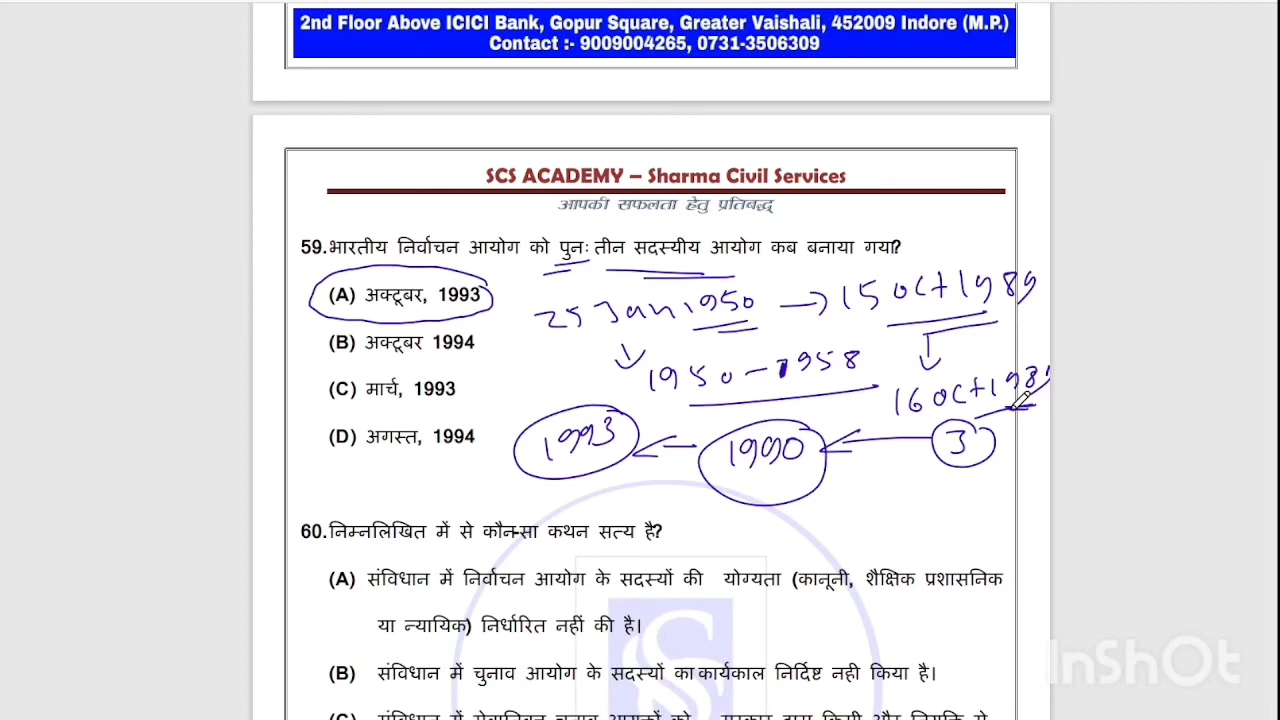 2nd Floor Above ICICI Bank, Gopur Square, Greater Vaishali, 452009 Indore (M.P.)
Contact :- 9009004265, 0731-3506309
SCS ACADEMY – Sharma Civil Services
आपकी सफलता हेतु प्रतिबद्ध
59.भारतीय निर्वाचन आयोग को पुनः तीन सदस्यीय आयोग कब बनाया गया?
(A) अक्टूबर, 1993
25 Jan 1950 → 15 Oct 1989
(B) अक्टूबर 1994
1950 – 1958
(C) मार्च, 1993
16 Oct 1989
(D) अगस्त, 1994
1993 ← 1990 ← 3
60.निम्नलिखित में से कौन-सा कथन सत्य है?
(A) संविधान में निर्वाचन आयोग के सदस्यों की योग्यता (कानूनी, शैक्षिक प्रशासनिक
या न्यायिक) निर्धारित नहीं की है।
(B) संविधान में चुनाव आयोग के सदस्यों का कार्यकाल निर्दिष्ट नही किया है।
InShOt